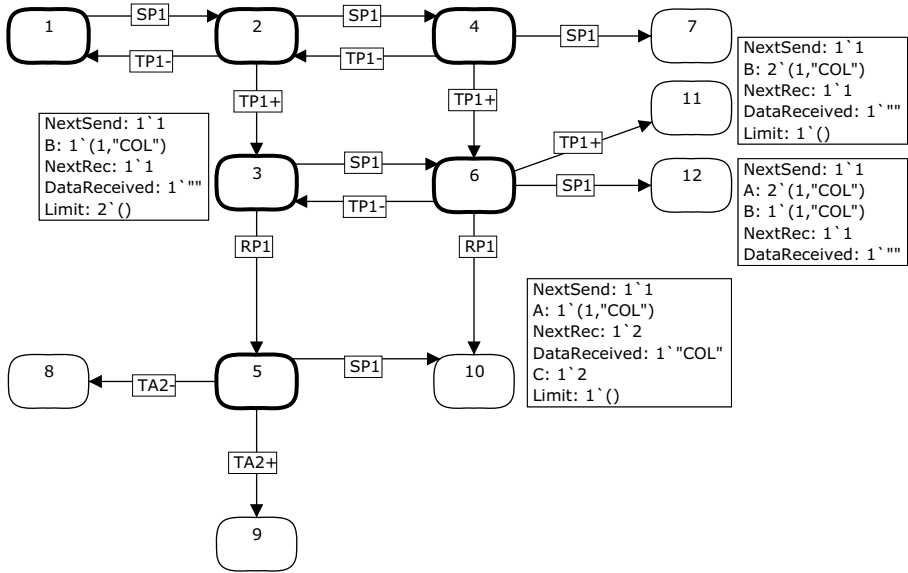 1
SP1
2
SP1
4
SP1
7
TP1-
TP1-
NextSend: 1`1
B: 2`(1,"COL")
NextRec: 1`1
DataReceived: 1`""
Limit: 1`()
TP1+
TP1+
11
TP1+
NextSend: 1`1
B: 1`(1,"COL")
NextRec: 1`1
DataReceived: 1`""
Limit: 2`()
3
SP1
6
SP1
12
TP1-
NextSend: 1`1
A: 2`(1,"COL")
B: 1`(1,"COL")
NextRec: 1`1
DataReceived: 1`""
RP1
RP1
NextSend: 1`1
A: 1`(1,"COL")
NextRec: 1`2
DataReceived: 1`"COL"
C: 1`2
Limit: 1`()
8
TA2-
5
SP1
10
TA2+
9